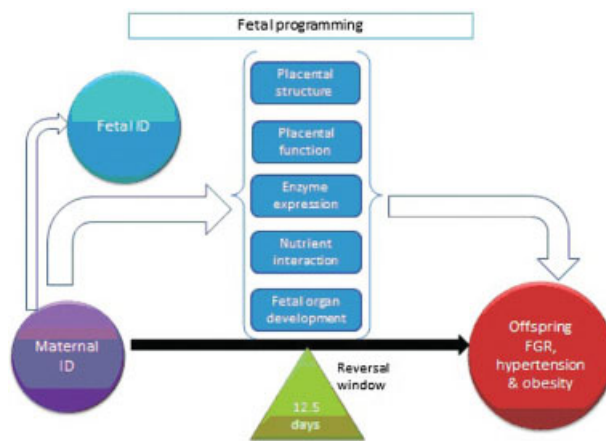 Fetal programming
Placental
structure
Fetal ID
Placental
function
Enzyme
expression
Nutrient
interaction
Fetal organ
development
Maternal
ID
Reversal
window
12.5
days
Offspring
FGR,
hypertension
& obesity